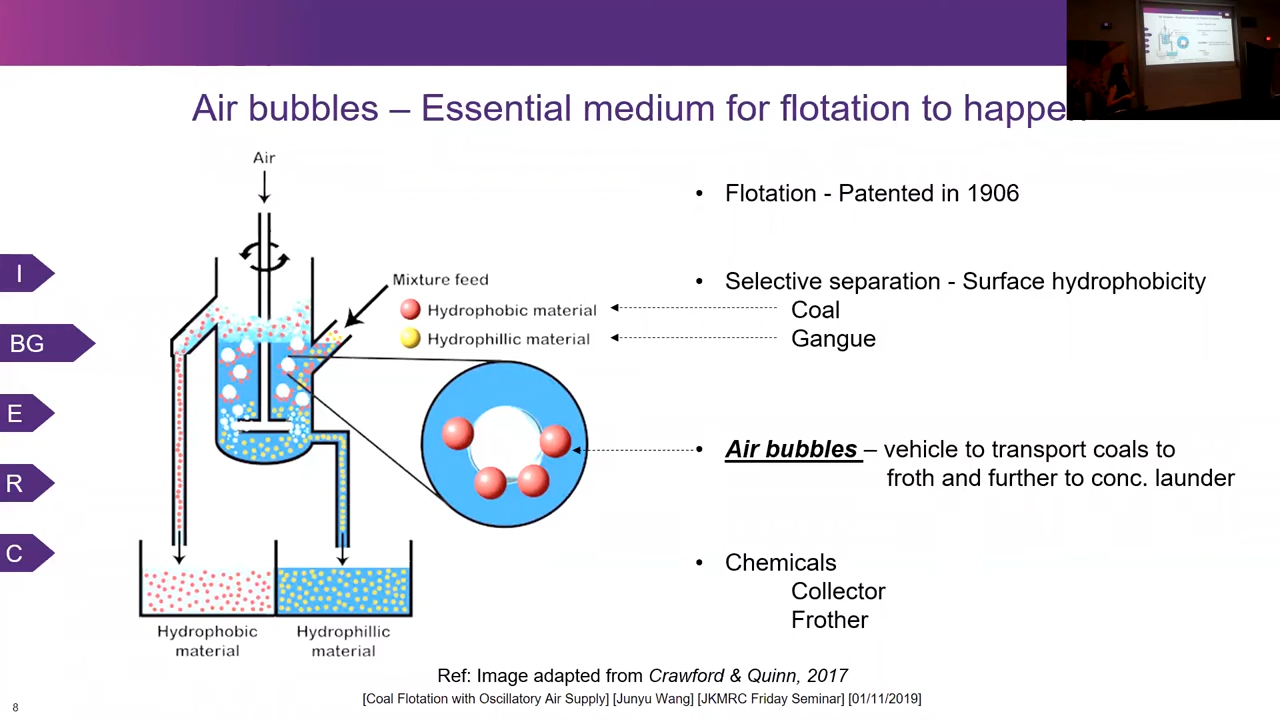 Air bubbles – Essential medium for flotation to happen
Air
Mixture feed
Hydrophobic material
Hydrophillic material
Hydrophobic
material
Hydrophillic
material
• Flotation - Patented in 1906
• Selective separation - Surface hydrophobicity
Coal
Gangue
• Air bubbles – vehicle to transport coals to
froth and further to conc. launder
• Chemicals
Collector
Frother
I
BG
E
R
C
Ref: Image adapted from Crawford & Quinn, 2017
[Coal Flotation with Oscillatory Air Supply] [Junyu Wang] [JKMRC Friday Seminar] [01/11/2019]
8